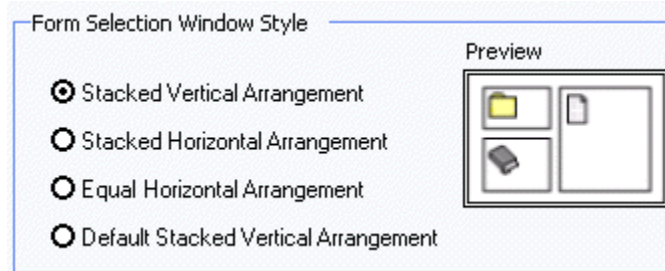 Form Selection Window Style
Preview
Stacked Vertical Arrangement
Stacked Horizontal Arrangement
Equal Horizontal Arrangement
Default Stacked Vertical Arrangement